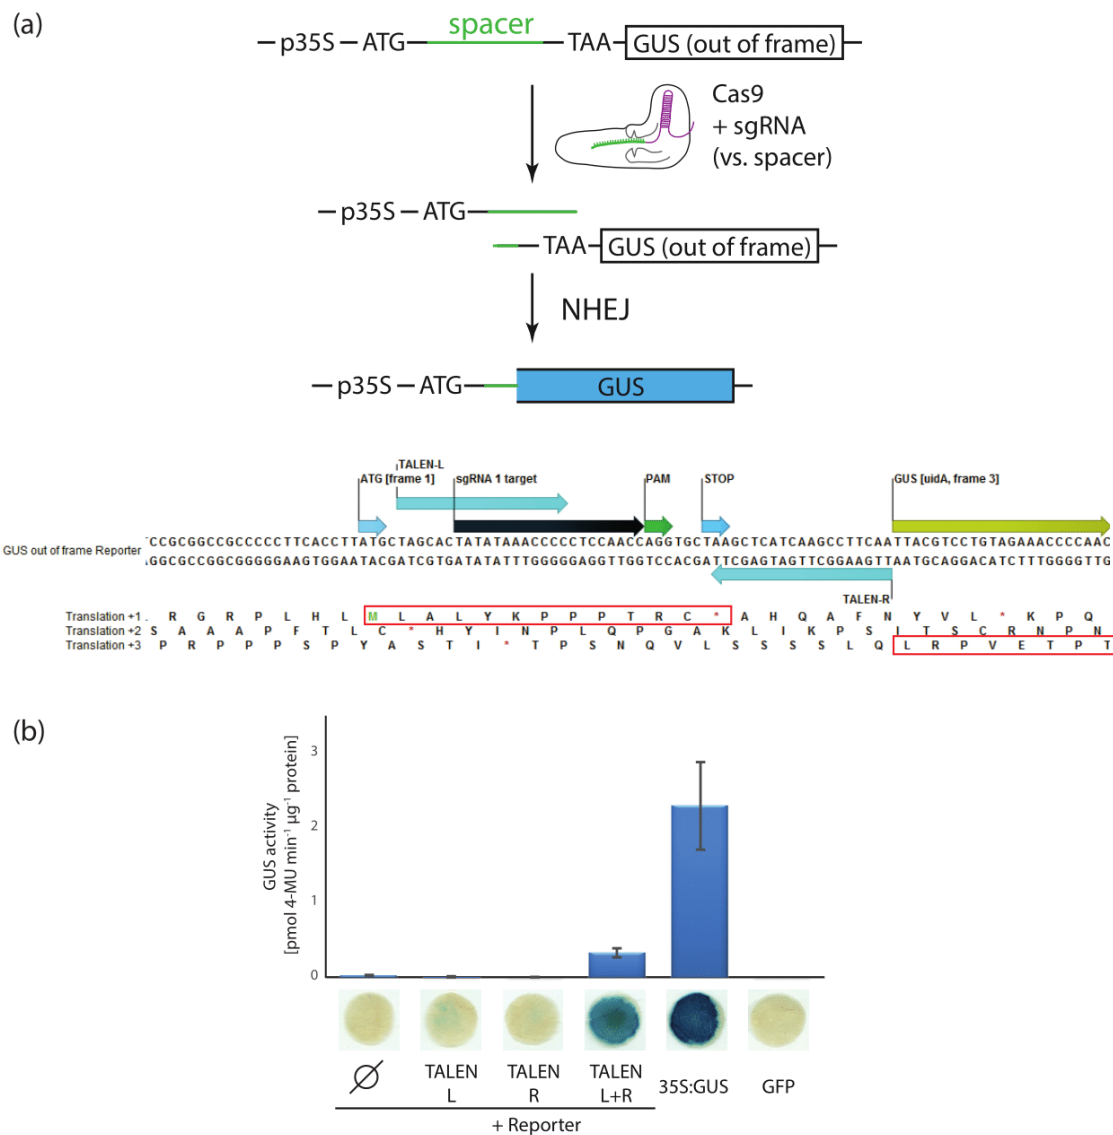 (a)
p35S ATG spacer TAA GUS (out of frame)
Cas9
+ sgRNA
(vs. spacer)
p35S ATG
TAA GUS (out of frame)
NHEJ
p35S ATG GUS
TALEN-L
ATG [frame 1] sgRNA 1 target PAM STOP GUS [uidA, frame 3]
CCGCGGCCGCCCCCTTCACCTTATGCTAGCACTATATAAACCCCCTCCAACCAGGTGCTAAGCTCATCAAGCCTTCAATTACGTCCTGTAGAAACCCCAAC
GUS out of frame Reporter
GGCGCCGGCGGGGGAAGTGGAATACGATCGTGATATATTTGGGGGAGGTTGGTCCACGATTCGAGTAGTTCGGAAGTTAATGCAGGACATCTTTGGGGTTG
TALEN-R
Translation +1 . R G R P L H L M L A L Y K P P P T R C * A H Q A F N Y V L * K P Q
Translation +2 S A A A P F T L C * H Y I N P L Q P G A K L I K P S I T S C R N P N
Translation +3 P R P P P S P Y A S T I * T P S N Q V L S S S S L Q L R P V E T P T
(b)
GUS activity
[pmol 4-MU min⁻¹ µg⁻¹ protein]
3
2
1
0
∅ TALEN L TALEN R TALEN L+R 35S:GUS GFP
+ Reporter